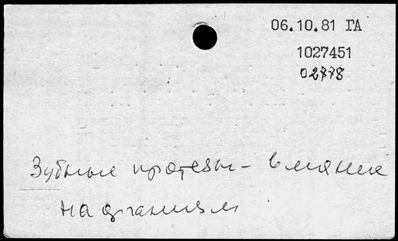 06.10.81 ГА
1027451
02778
Зубные протезы - влияние
на организм